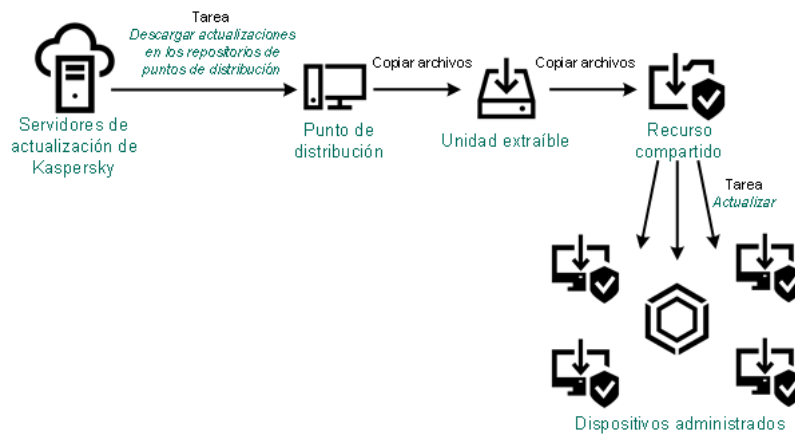 Tarea
Descargar actualizaciones
en los repositorios de
puntos de distribución
Copiar archivos
Copiar archivos
Servidores de
actualización de
Kaspersky
Punto de
distribución
Unidad extraíble
Recurso
compartido
Tarea
Actualizar
Dispositivos administrados